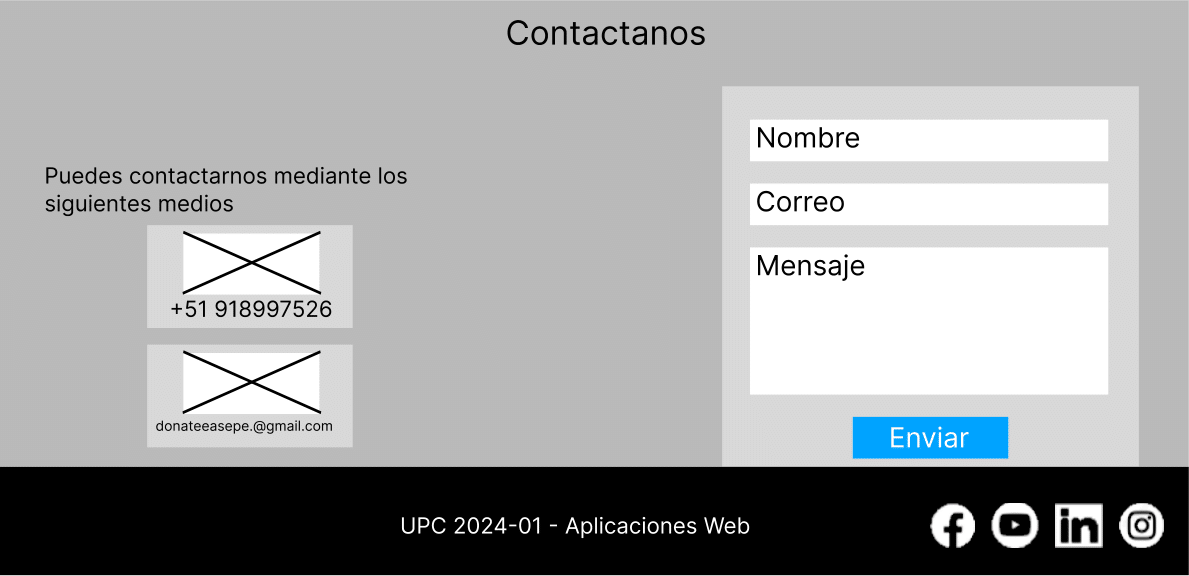 Contactanos
Puedes contactarnos mediante los
siguientes medios
+51 918997526
donateeasepe.@gmail.com
Nombre
Correo
Mensaje
Enviar
UPC 2024-01 - Aplicaciones Web
in